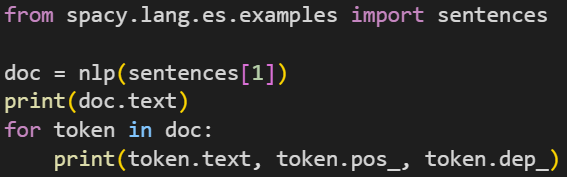 from spacy.lang.es.examples import sentences

doc = nlp(sentences[1])
print(doc.text)
for token in doc:
    print(token.text, token.pos_, token.dep_)